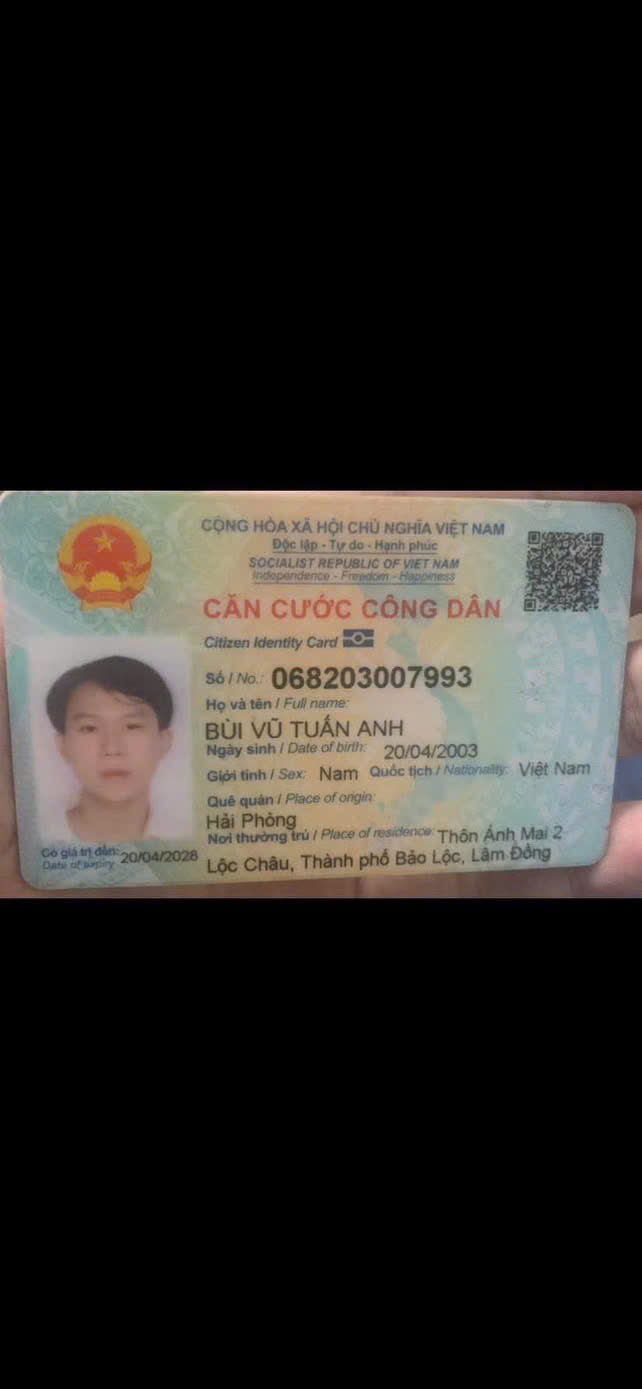 CỘNG HÒA XÃ HỘI CHỦ NGHĨA VIỆT NAM
Độc lập - Tự do - Hạnh phúc
SOCIALIST REPUBLIC OF VIET NAM
Independence - Freedom - Happiness
CĂN CƯỚC CÔNG DÂN
Citizen Identity Card
Số / No.: 068203007993
Họ và tên / Full name:
BÙI VŨ TUẤN ANH
Ngày sinh / Date of birth: 20/04/2003
Giới tính / Sex: Nam Quốc tịch / Nationality: Việt Nam
Quê quán / Place of origin:
Hải Phòng
Nơi thường trú / Place of residence: Thôn Ánh Mai 2
Lộc Châu, Thành phố Bảo Lộc, Lâm Đồng
Có giá trị đến: 20/04/2028
Date of expiry